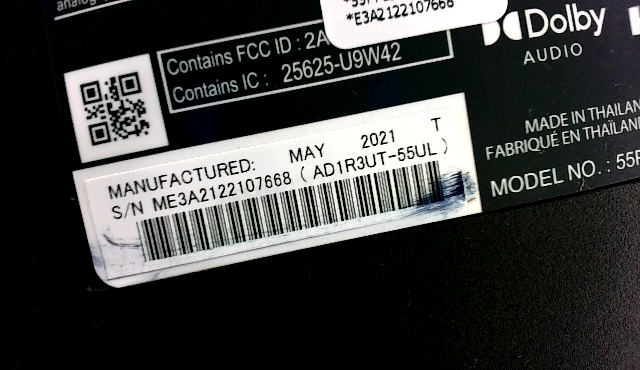 analog
*E3A2122107668
Dolby
AUDIO
Contains FCC ID : 2A
Contains IC : 25625-U9W42
MADE IN THAILAN
FABRIQUÉ EN THAÏLAN
MODEL NO. : 55
MANUFACTURED: MAY 2021 T
S/N ME3A2122107668 ( AD1R3UT-55UL )